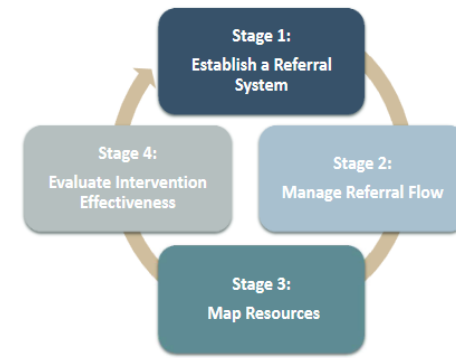 Stage 1:
Establish a Referral
System
Stage 2:
Manage Referral Flow
Stage 3:
Map Resources
Stage 4:
Evaluate Intervention
Effectiveness